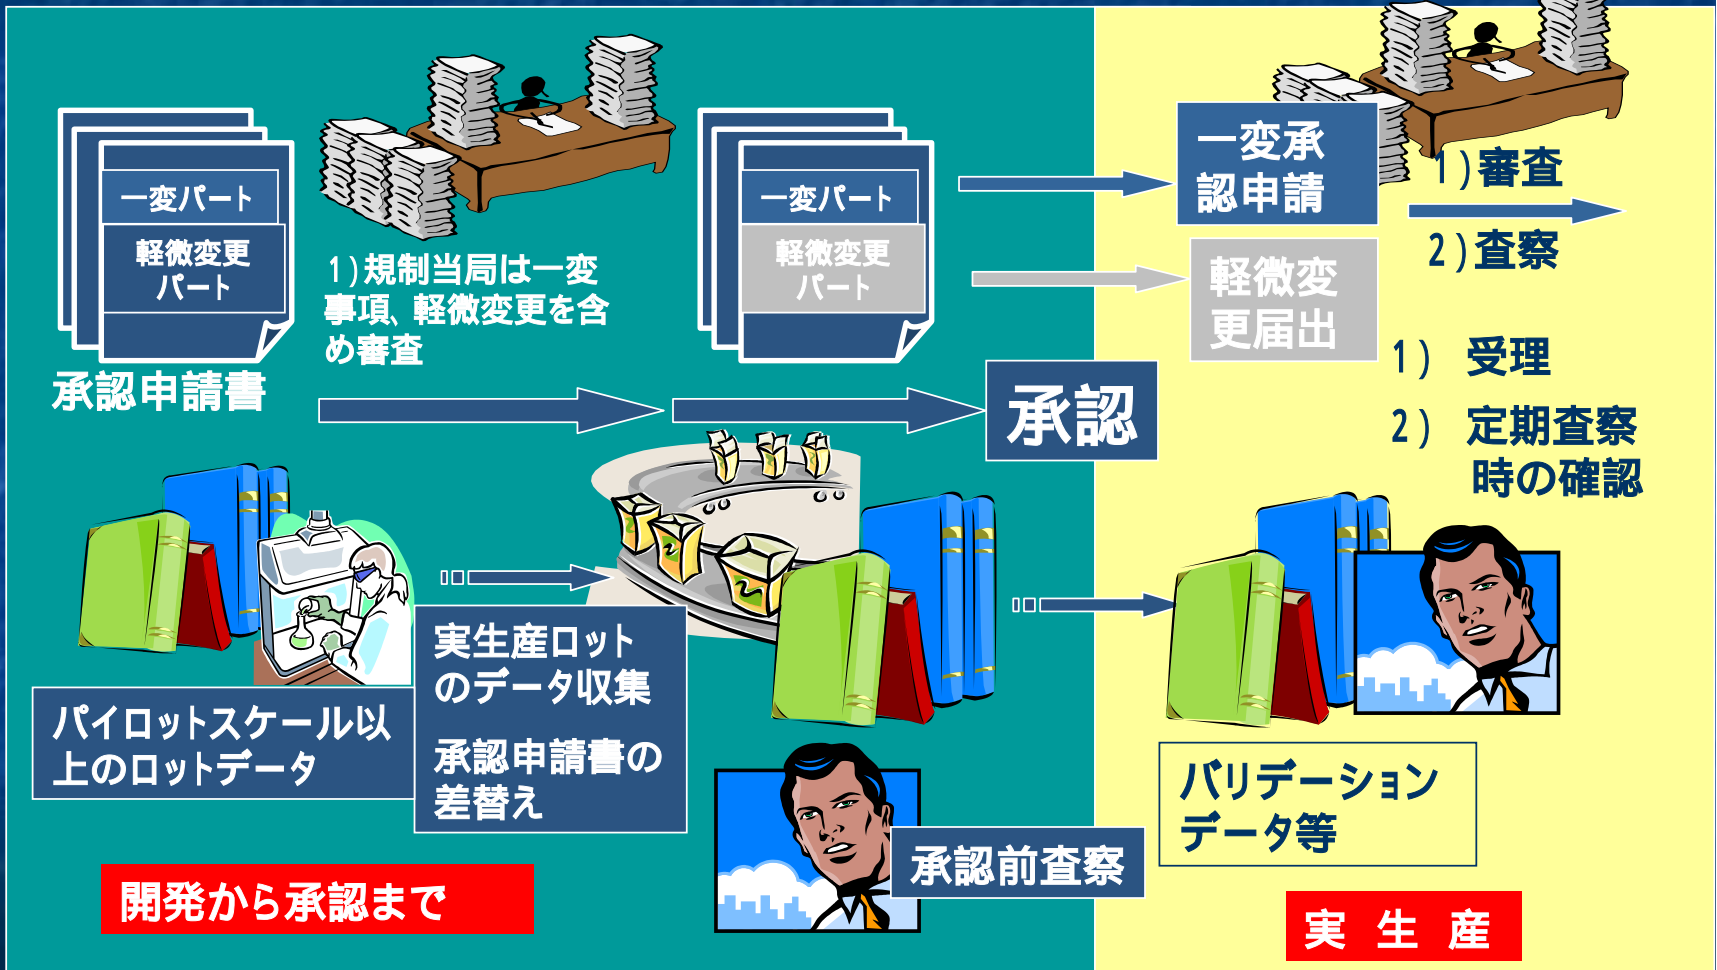 一変パート
軽微変更
パート
承認申請書
1)規制当局は一変
事項、軽微変更を含
め審査
一変パート
軽微変更
パート
承認
一変承
認申請
1)審査
2)査察
軽微変
更届出
1) 受理
2) 定期査察
時の確認
パイロットスケール以
上のロットデータ
実生産ロット
のデータ収集
承認申請書の
差替え
承認前査察
バリデーション
データ等
開発から承認まで
実 生 産